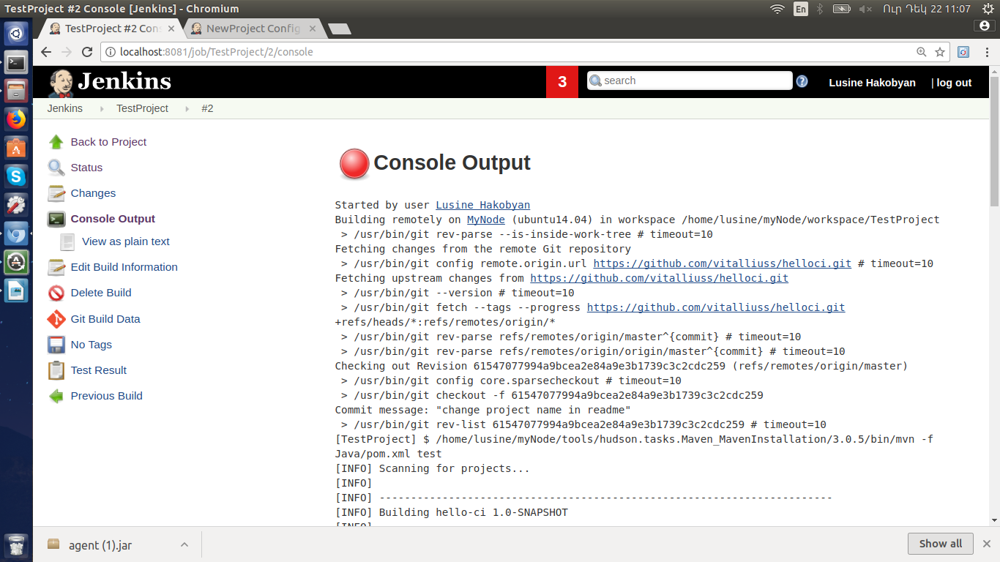 TestProject #2 Console [Jenkins] - Chromium
En
Ուր Դեկ 22 11:07
TestProject #2 Con
NewProject Config
localhost:8081/job/TestProject/2/console
Jenkins
3
search
Lusine Hakobyan
| log out
Jenkins
TestProject
#2
Back to Project
Status
Changes
Console Output
View as plain text
Edit Build Information
Delete Build
Git Build Data
No Tags
Test Result
Previous Build
Console Output
Started by user Lusine Hakobyan
Building remotely on MyNode (ubuntu14.04) in workspace /home/lusine/myNode/workspace/TestProject
> /usr/bin/git rev-parse --is-inside-work-tree # timeout=10
Fetching changes from the remote Git repository
> /usr/bin/git config remote.origin.url https://github.com/vitalliuss/helloci.git # timeout=10
Fetching upstream changes from https://github.com/vitalliuss/helloci.git
> /usr/bin/git --version # timeout=10
> /usr/bin/git fetch --tags --progress https://github.com/vitalliuss/helloci.git
+refs/heads/*:refs/remotes/origin/*
> /usr/bin/git rev-parse refs/remotes/origin/master^{commit} # timeout=10
> /usr/bin/git rev-parse refs/remotes/origin/origin/master^{commit} # timeout=10
Checking out Revision 61547077994a9bcea2e84a9e3b1739c3c2cdc259 (refs/remotes/origin/master)
> /usr/bin/git config core.sparsecheckout # timeout=10
> /usr/bin/git checkout -f 61547077994a9bcea2e84a9e3b1739c3c2cdc259
Commit message: "change project name in readme"
> /usr/bin/git rev-list 61547077994a9bcea2e84a9e3b1739c3c2cdc259 # timeout=10
[TestProject] $ /home/lusine/myNode/tools/hudson.tasks.Maven_MavenInstallation/3.0.5/bin/mvn -f
Java/pom.xml test
[INFO] Scanning for projects...
[INFO]
[INFO] ------------------------------------------------------------------------
[INFO] Building hello-ci 1.0-SNAPSHOT
agent (1).jar
Show all